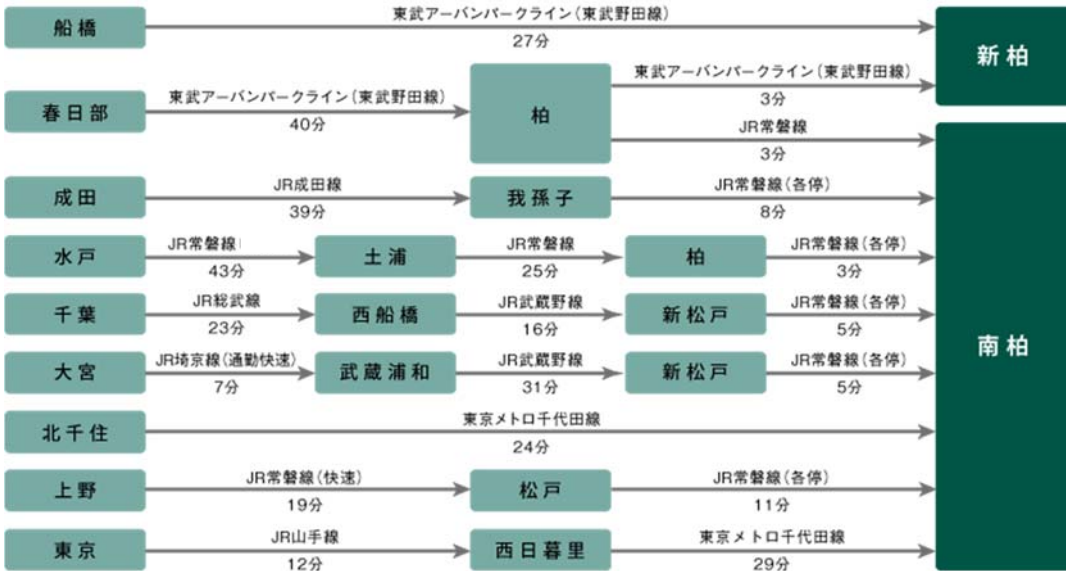 船橋
東武アーバンパークライン(東武野田線)
27分
新柏
春日部
東武アーバンパークライン(東武野田線)
40分
柏
東武アーバンパークライン(東武野田線)
3分
JR常磐線
3分
成田
JR成田線
39分
我孫子
JR常磐線(各停)
8分
水戸
JR常磐線
43分
土浦
JR常磐線
25分
柏
JR常磐線(各停)
3分
千葉
JR総武線
23分
西船橋
JR武蔵野線
16分
新松戸
JR常磐線(各停)
5分
南柏
大宮
JR埼京線(通勤快速)
7分
武蔵浦和
JR武蔵野線
31分
新松戸
JR常磐線(各停)
5分
北千住
東京メトロ千代田線
24分
上野
JR常磐線(快速)
19分
松戸
JR常磐線(各停)
11分
東京
JR山手線
12分
西日暮里
東京メトロ千代田線
29分